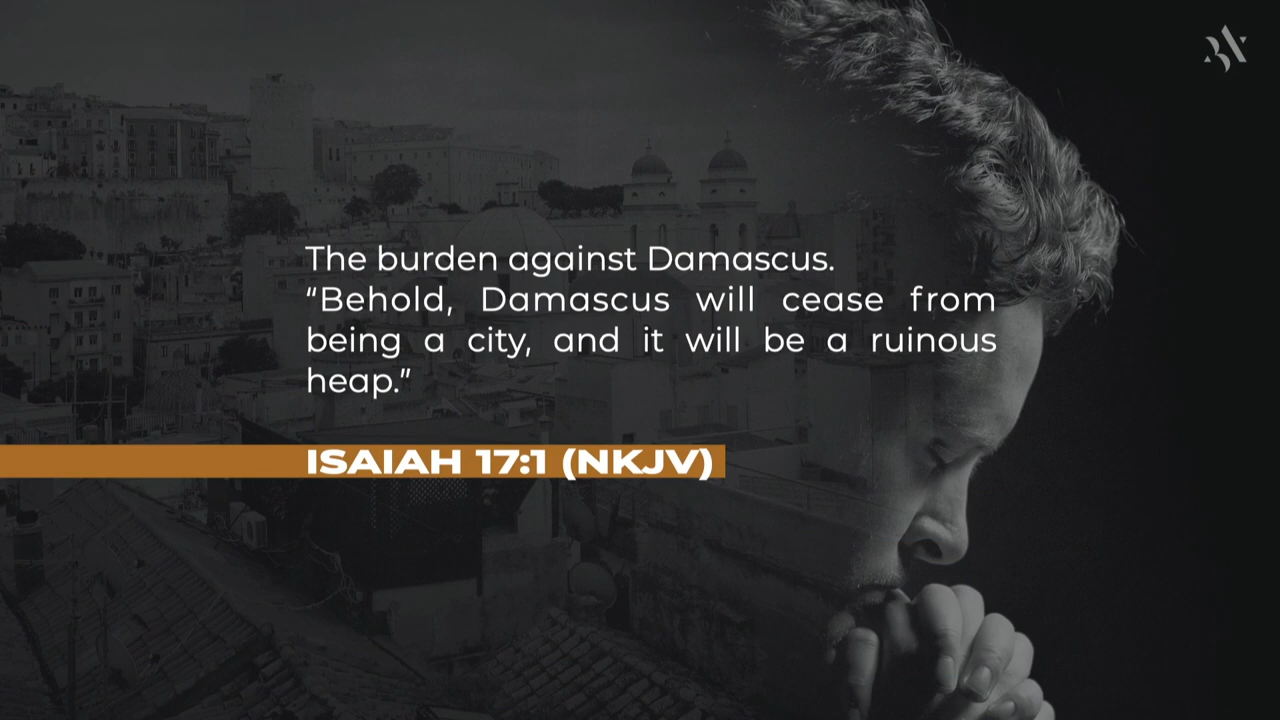 The burden against Damascus.
“Behold, Damascus will cease from
being a city, and it will be a ruinous
heap.”
ISAIAH 17:1 (NKJV)